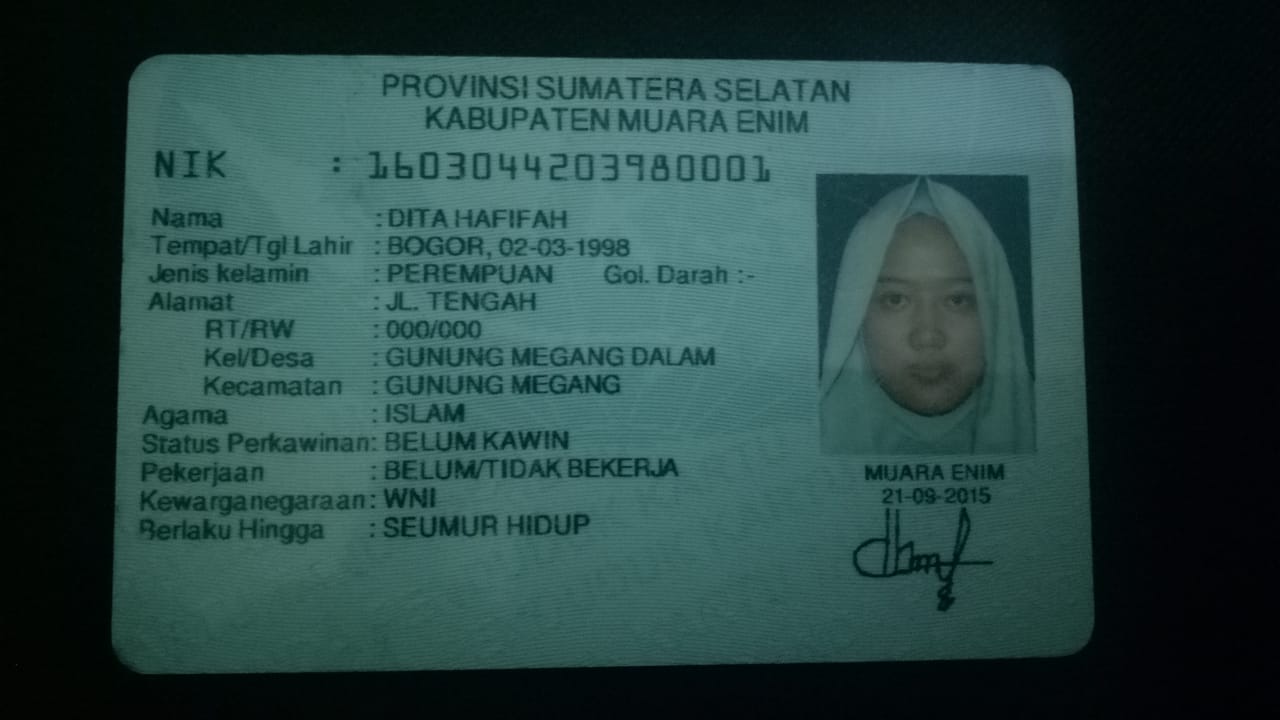 PROVINSI SUMATERA SELATAN
KABUPATEN MUARA ENIM
NIK : 1603044203980001
Nama : DITA HAFIFAH
Tempat/Tgl Lahir : BOGOR, 02-03-1998
Jenis kelamin : PEREMPUAN Gol. Darah :-
Alamat : JL. TENGAH
RT/RW : 000/000
Kel/Desa : GUNUNG MEGANG DALAM
Kecamatan : GUNUNG MEGANG
Agama : ISLAM
Status Perkawinan: BELUM KAWIN
Pekerjaan : BELUM/TIDAK BEKERJA
Kewarganegaraan: WNI
Berlaku Hingga : SEUMUR HIDUP
MUARA ENIM
21-09-2015